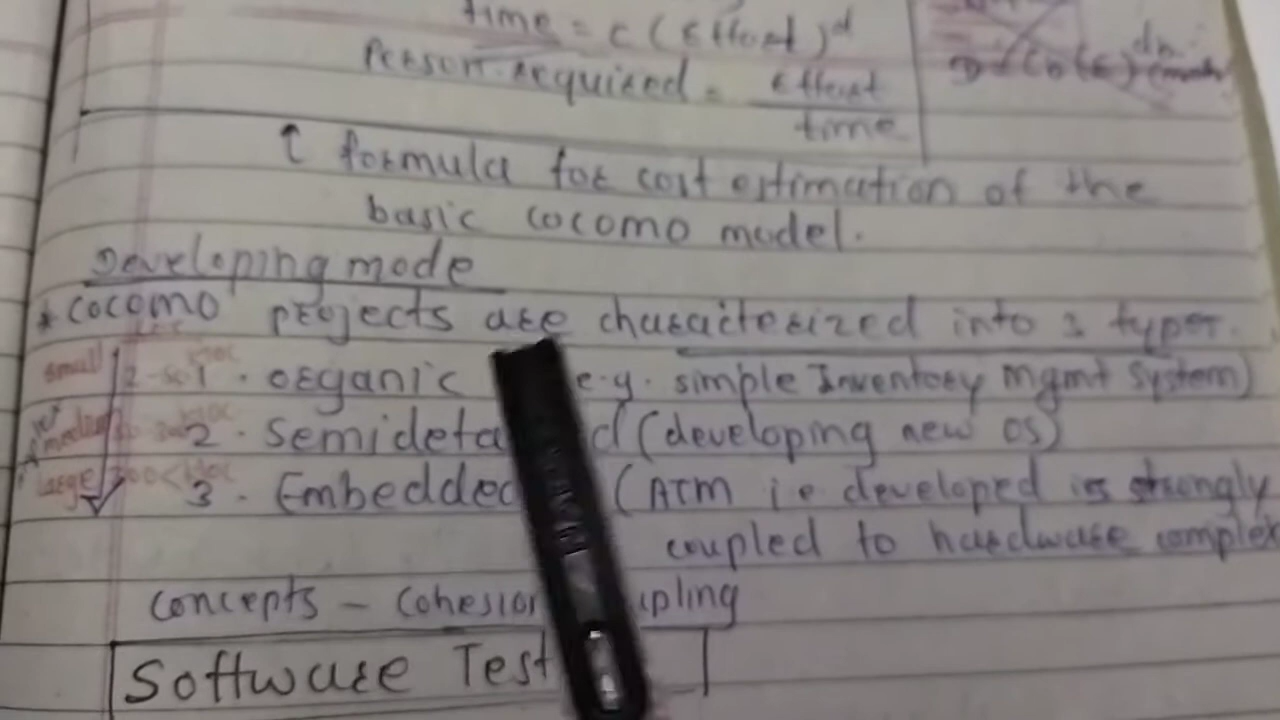 time = c (Effort)^d
Person required = Effort / time
↑ formula for cost estimation of the
basic cocomo model.
Developing mode
* COCOMO projects are characterized into 3 types.
small 1. organic e.g. simple Inventory Mgmt System)
medium 2. semideta d (developing new OS)
large 3. Embedded (ATM i.e developed is strongly
coupled to hardware complex
concepts - cohesion upling
Software Test